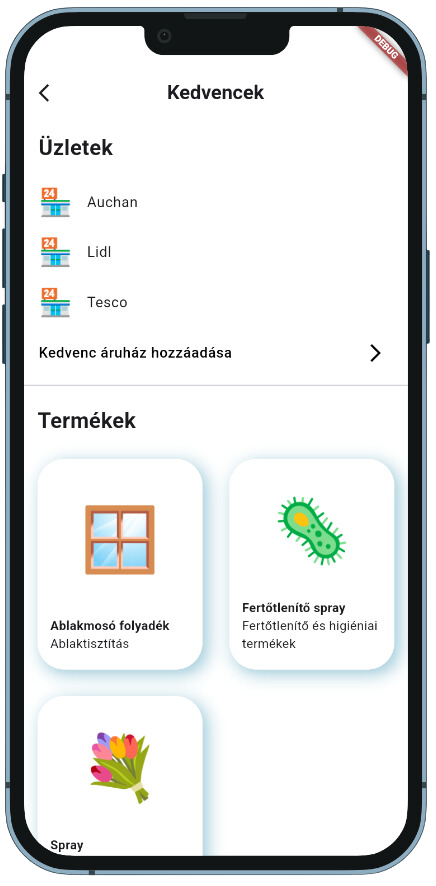 DEBUG
Kedvencek
Üzletek
24
Auchan
24
Lidl
24
Tesco
Kedvenc áruház hozzáadása
Termékek
Ablakmosó folyadék
Ablaktisztítás
Fertőtlenítő spray
Fertőtlenítő és higiéniai
termékek
Spray